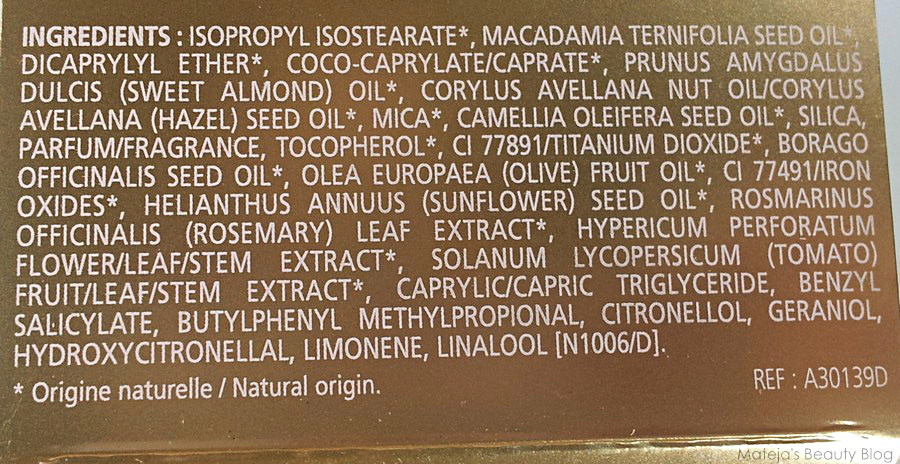 INGREDIENTS : ISOPROPYL ISOSTEARATE*, MACADAMIA TERNIFOLIA SEED OIL*,
DICAPRYLYL ETHER*, COCO-CAPRYLATE/CAPRATE*, PRUNUS AMYGDALUS
DULCIS (SWEET ALMOND) OIL*, CORYLUS AVELLANA NUT OIL/CORYLUS
AVELLANA (HAZEL) SEED OIL*, MICA*, CAMELLIA OLEIFERA SEED OIL*, SILICA,
PARFUM/FRAGRANCE, TOCOPHEROL*, CI 77891/TITANIUM DIOXIDE*, BORAGO
OFFICINALIS SEED OIL*, OLEA EUROPAEA (OLIVE) FRUIT OIL*, CI 77491/IRON
OXIDES*, HELIANTHUS ANNUUS (SUNFLOWER) SEED OIL*, ROSMARINUS
OFFICINALIS (ROSEMARY) LEAF EXTRACT*, HYPERICUM PERFORATUM
FLOWER/LEAF/STEM EXTRACT*, SOLANUM LYCOPERSICUM (TOMATO)
FRUIT/LEAF/STEM EXTRACT*, CAPRYLIC/CAPRIC TRIGLYCERIDE, BENZYL
SALICYLATE, BUTYLPHENYL METHYLPROPIONAL, CITRONELLOL, GERANIOL,
HYDROXYCITRONELLAL, LIMONENE, LINALOOL [N1006/D].
* Origine naturelle / Natural origin.
REF : A30139D
Mateja's Beauty Blog